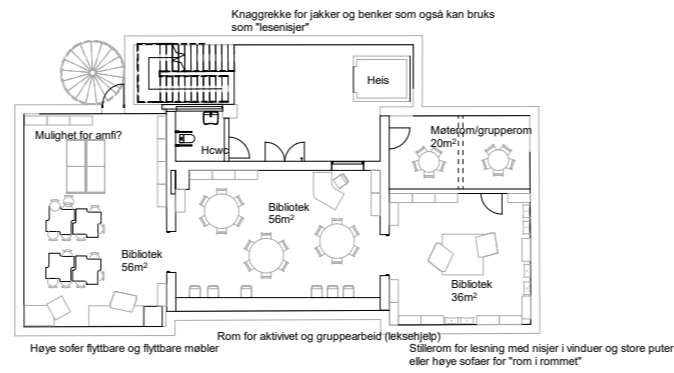 Knaggrekke for jakker og benker som også kan bruks
som "lesenisjer"
Heis
Mulighet for amfi?
Hcwc
Møterom/grupperom
20m²
Bibliotek
56m²
Bibliotek
56m²
Bibliotek
36m²
Rom for aktivivet og gruppearbeid (leksehjelp)
Høye sofer flyttbare og flyttbare møbler
Stillerom for lesning med nisjer i vinduer og store puter
eller høye sofaer for "rom i rommet"